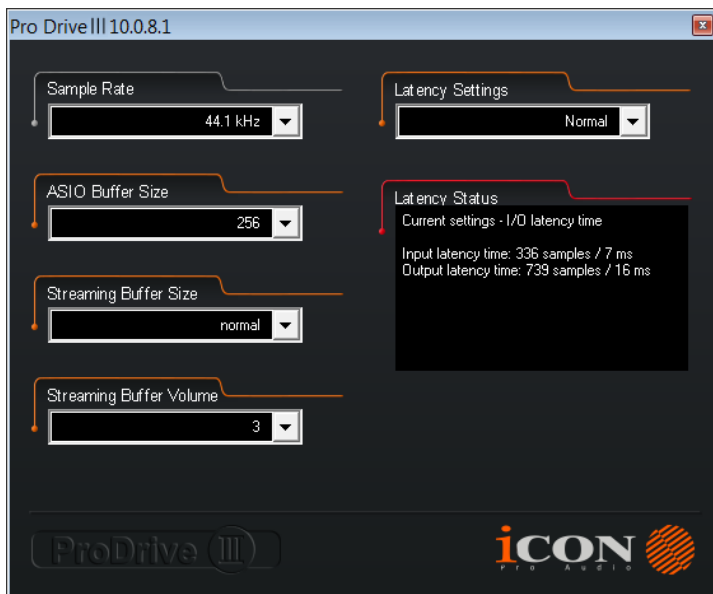 Pro Drive III 10.0.8.1
Sample Rate
44.1 kHz
ASIO Buffer Size
256
Streaming Buffer Size
normal
Streaming Buffer Volume
3
Latency Settings
Normal
Latency Status
Current settings - I/O latency time
Input latency time: 336 samples / 7 ms
Output latency time: 739 samples / 16 ms
ProDrive III
iCON
Pro Audio